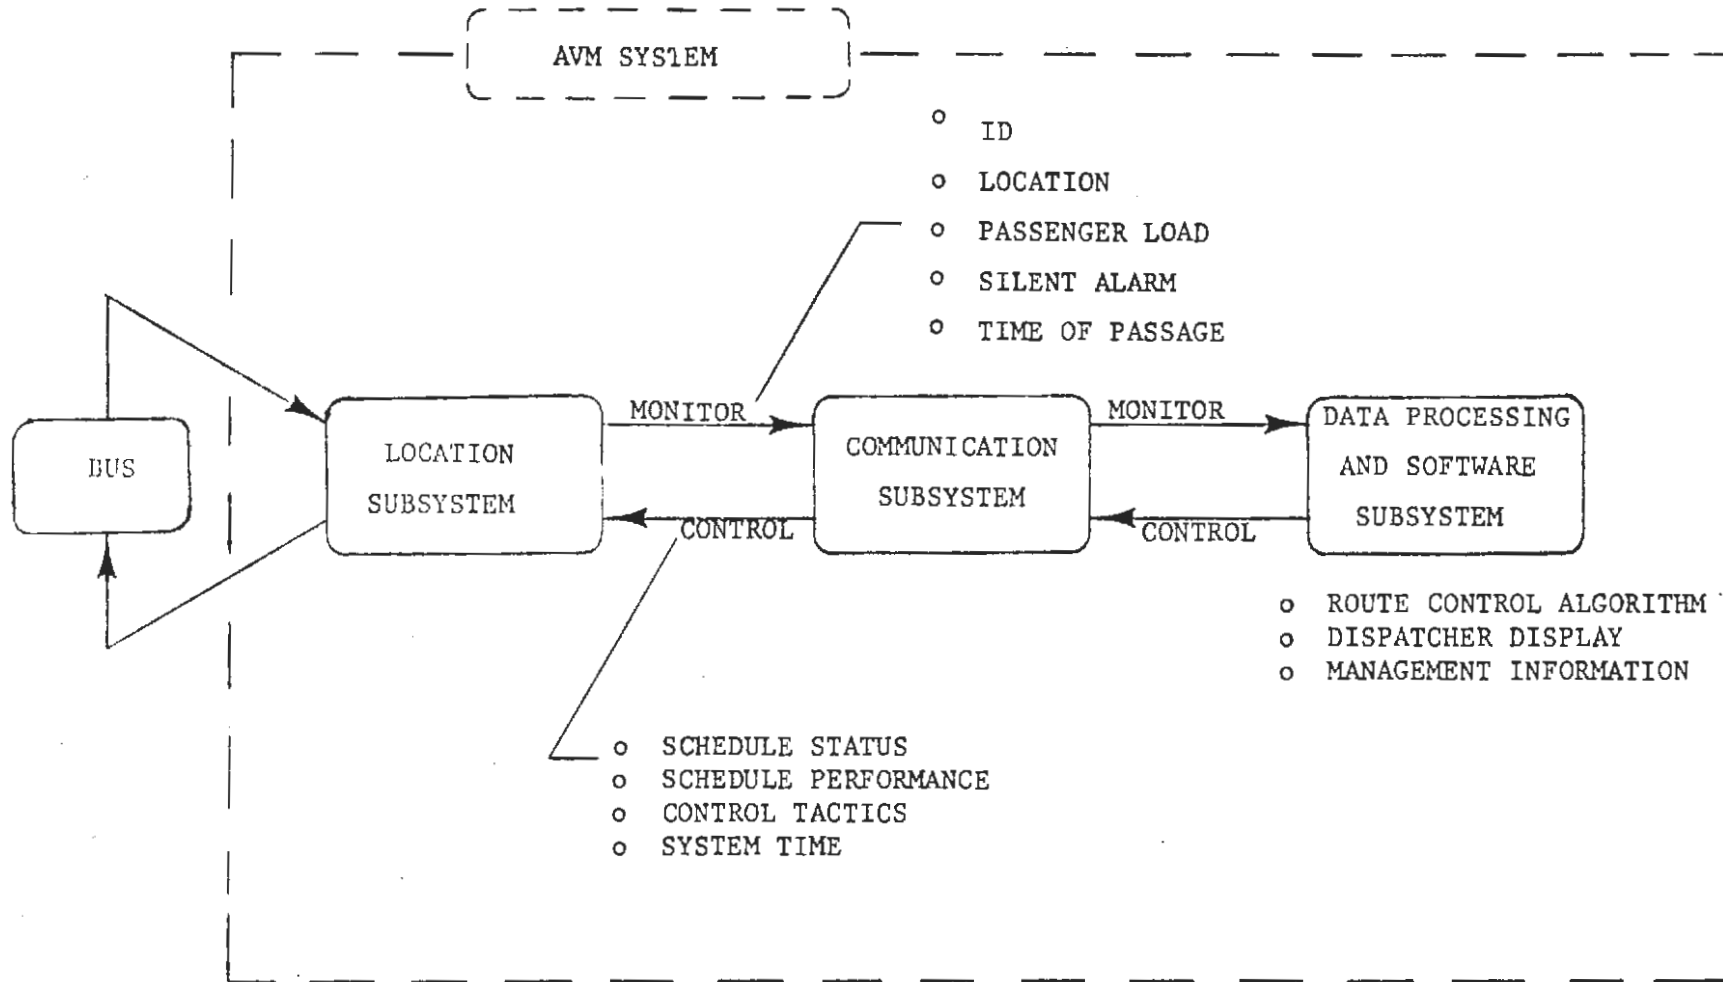 AVM SYSTEM
o ID
o LOCATION
o PASSENGER LOAD
o SILENT ALARM
o TIME OF PASSAGE
BUS
LOCATION
SUBSYSTEM
MONITOR
CONTROL
COMMUNICATION
SUBSYSTEM
MONITOR
CONTROL
DATA PROCESSING
AND SOFTWARE
SUBSYSTEM
o ROUTE CONTROL ALGORITHM
o DISPATCHER DISPLAY
o MANAGEMENT INFORMATION
o SCHEDULE STATUS
o SCHEDULE PERFORMANCE
o CONTROL TACTICS
o SYSTEM TIME